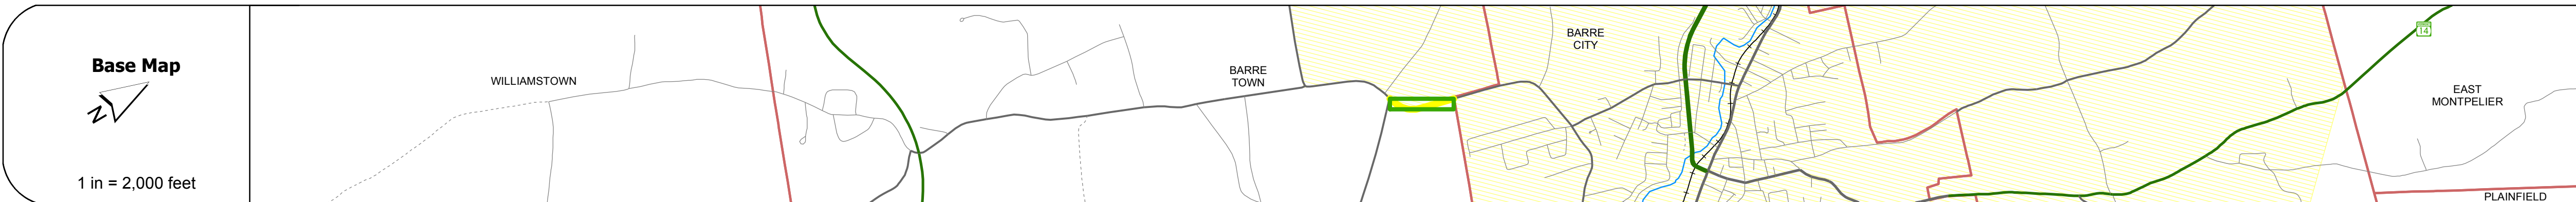 Base Map
N
1 in = 2,000 feet
WILLIAMSTOWN
BARRE
TOWN
BARRE
CITY
14
EAST
MONTPELIER
PLAINFIELD